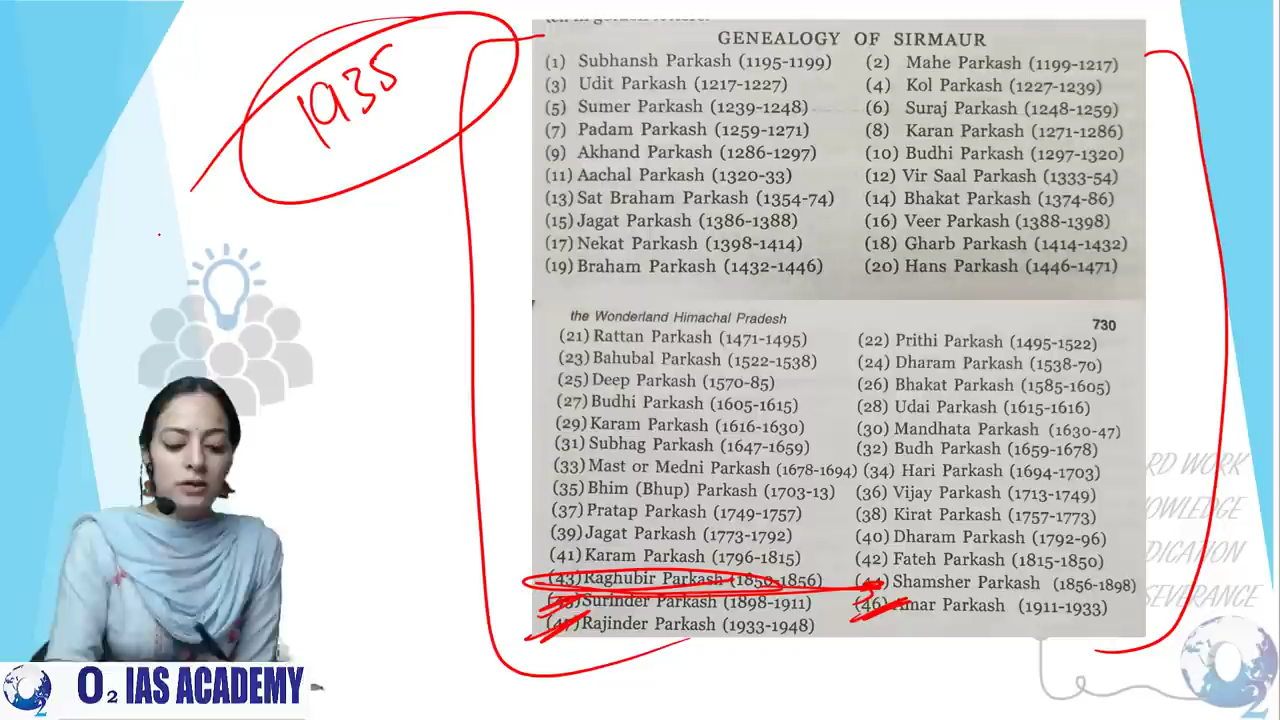 1935
GENEALOGY OF SIRMAUR
(1) Subhansh Parkash (1195-1199) (2) Mahe Parkash (1199-1217)
(3) Udit Parkash (1217-1227) (4) Kol Parkash (1227-1239)
(5) Sumer Parkash (1239-1248) (6) Suraj Parkash (1248-1259)
(7) Padam Parkash (1259-1271) (8) Karan Parkash (1271-1286)
(9) Akhand Parkash (1286-1297) (10) Budhi Parkash (1297-1320)
(11) Aachal Parkash (1320-33) (12) Vir Saal Parkash (1333-54)
(13) Sat Braham Parkash (1354-74) (14) Bhakat Parkash (1374-86)
(15) Jagat Parkash (1386-1388) (16) Veer Parkash (1388-1398)
(17) Nekat Parkash (1398-1414) (18) Gharb Parkash (1414-1432)
(19) Braham Parkash (1432-1446) (20) Hans Parkash (1446-1471)
the Wonderland Himachal Pradesh 730
(21) Rattan Parkash (1471-1495) (22) Prithi Parkash (1495-1522)
(23) Bahubal Parkash (1522-1538) (24) Dharam Parkash (1538-70)
(25) Deep Parkash (1570-85) (26) Bhakat Parkash (1585-1605)
(27) Budhi Parkash (1605-1615) (28) Udai Parkash (1615-1616)
(29) Karam Parkash (1616-1630) (30) Mandhata Parkash (1630-47)
(31) Subhag Parkash (1647-1659) (32) Budh Parkash (1659-1678)
(33) Mast or Medni Parkash (1678-1694) (34) Hari Parkash (1694-1703)
(35) Bhim (Bhup) Parkash (1703-13) (36) Vijay Parkash (1713-1749)
(37) Pratap Parkash (1749-1757) (38) Kirat Parkash (1757-1773)
(39) Jagat Parkash (1773-1792) (40) Dharam Parkash (1792-96)
(41) Karam Parkash (1796-1815) (42) Fateh Parkash (1815-1850)
(43) Raghubir Parkash (1850-1856) (44) Shamsher Parkash (1856-1898)
(45) Surinder Parkash (1898-1911) (46) Amar Parkash (1911-1933)
(47) Rajinder Parkash (1933-1948)
RD WORK
OWLEDGE
DICATION
SEVERANCE
O2 IAS ACADEMY
O2